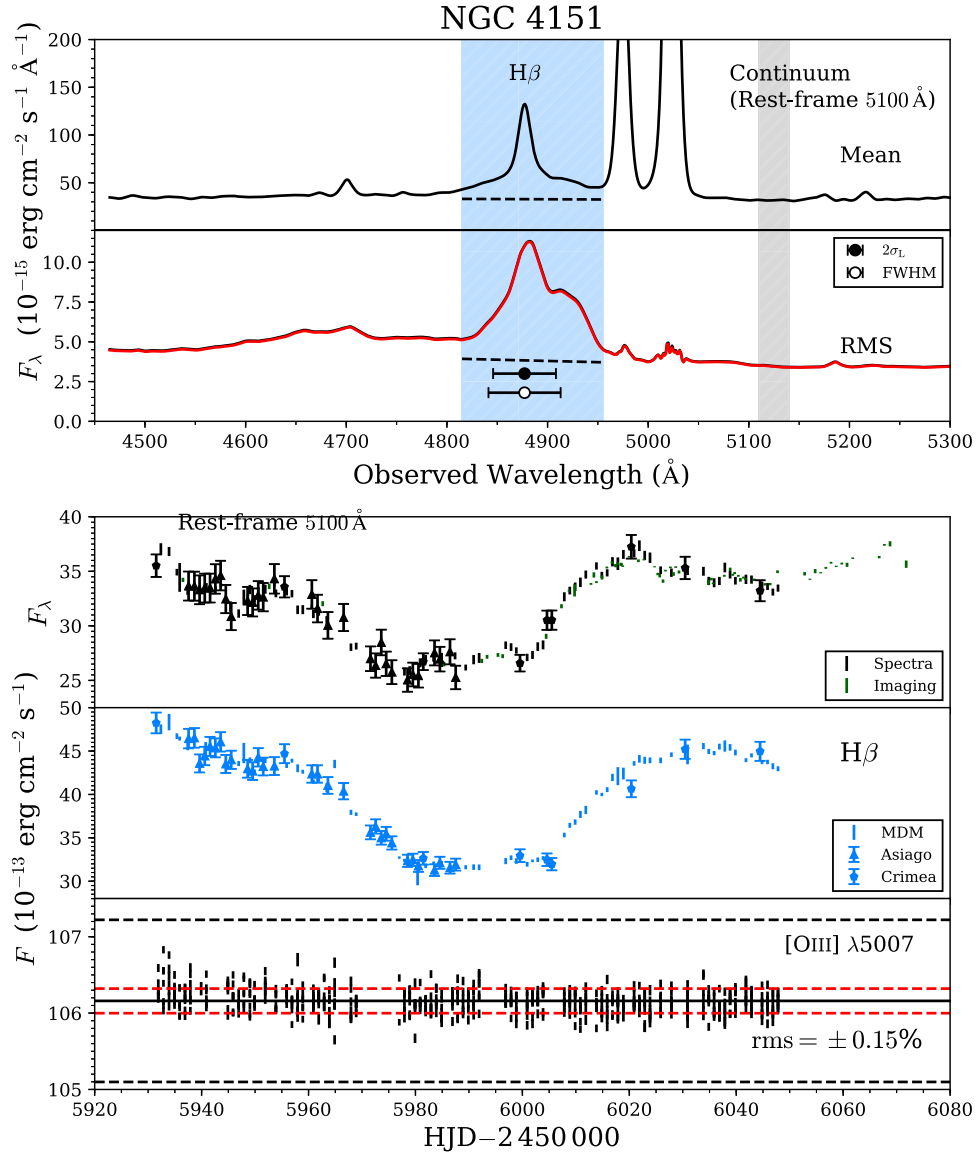 NGC 4151
200
150
100
50
Hβ
Continuum
(Rest-frame 5100 Å)
Mean
10.0
7.5
5.0
2.5
0.0
2σL
FWHM
RMS
Fλ (10−15 erg cm−2 s−1 Å−1)
4500 4600 4700 4800 4900 5000 5100 5200 5300
Observed Wavelength (Å)
40
35
30
25
Rest-frame 5100 Å
Fλ
Spectra
Imaging
50
45
40
35
30
Hβ
MDM
Asiago
Crimea
F (10−13 erg cm−2 s−1)
107
106
105
[OIII] λ5007
rms = ± 0.15%
5920 5940 5960 5980 6000 6020 6040 6060 6080
HJD−2 450 000